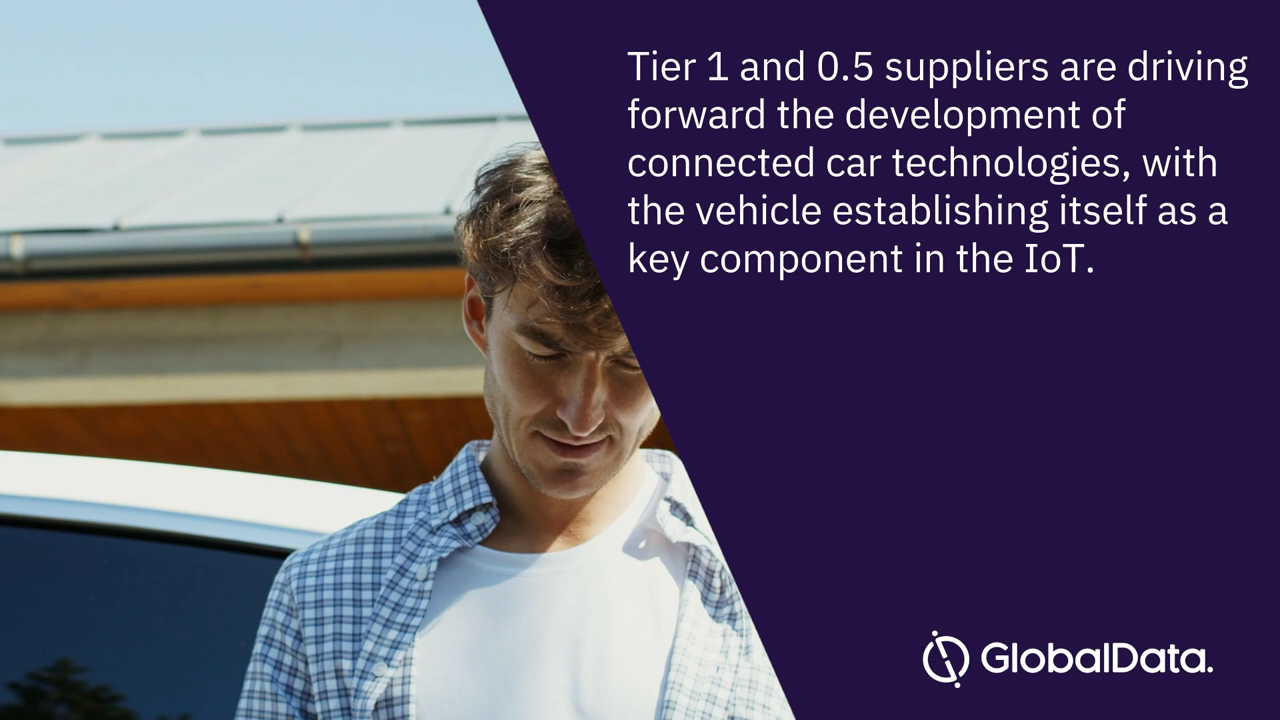 Tier 1 and 0.5 suppliers are driving
forward the development of
connected car technologies, with
the vehicle establishing itself as a
key component in the IoT.
GlobalData.